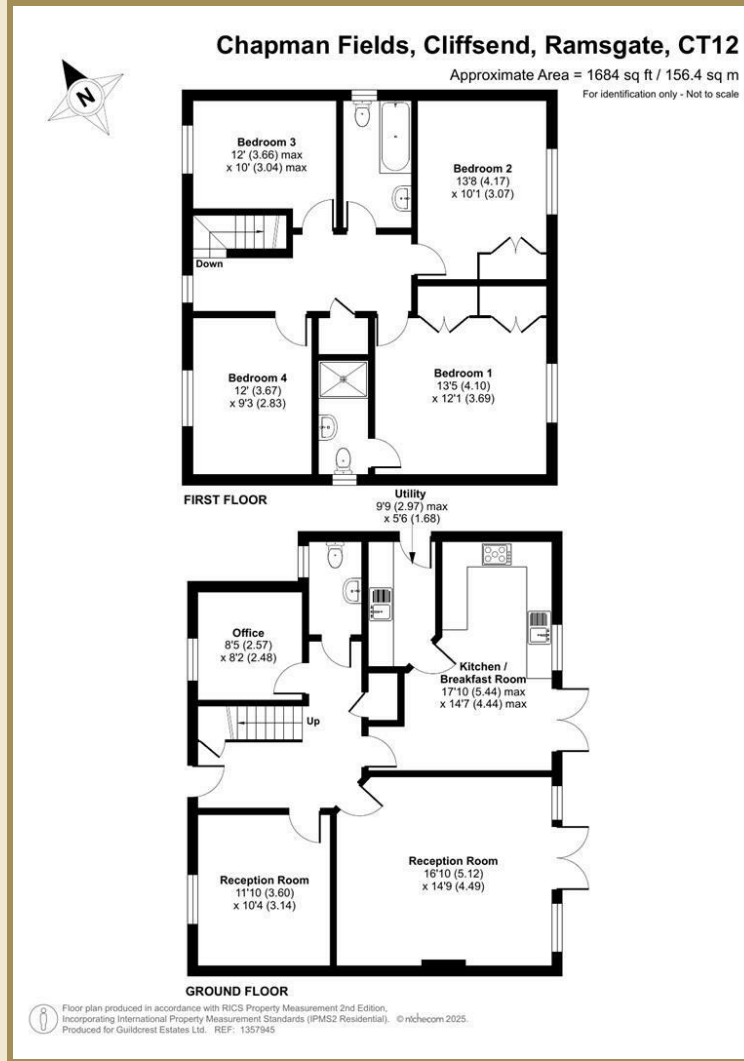 Chapman Fields, Cliffsend, Ramsgate, CT12
Approximate Area = 1684 sq ft / 156.4 sq m
For identification only - Not to scale
N
Bedroom 3
12' (3.66) max
x 10' (3.04) max
Bedroom 2
13'8 (4.17)
x 10'1 (3.07)
Down
Bedroom 4
12' (3.67)
x 9'3 (2.83)
Bedroom 1
13'5 (4.10)
x 12'1 (3.69)
FIRST FLOOR
Utility
9'9 (2.97) max
x 5'6 (1.68)
Office
8'5 (2.57)
x 8'2 (2.48)
Kitchen /
Breakfast Room
17'10 (5.44) max
x 14'7 (4.44) max
Up
Reception Room
11'10 (3.60)
x 10'4 (3.14)
Reception Room
16'10 (5.12)
x 14'9 (4.49)
GROUND FLOOR
Floor plan produced in accordance with RICS Property Measurement 2nd Edition,
Incorporating International Property Measurement Standards (IPMS2 Residential). © nichecom 2025.
Produced for Guildcrest Estates Ltd. REF: 1357945